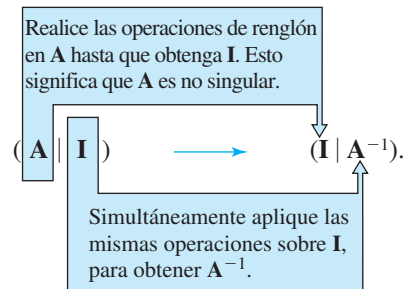 Realice las operaciones de renglón
en A hasta que obtenga I. Esto
significa que A es no singular.
( A | I ) (I | A⁻¹).
Simultáneamente aplique las
mismas operaciones sobre I,
para obtener A⁻¹.